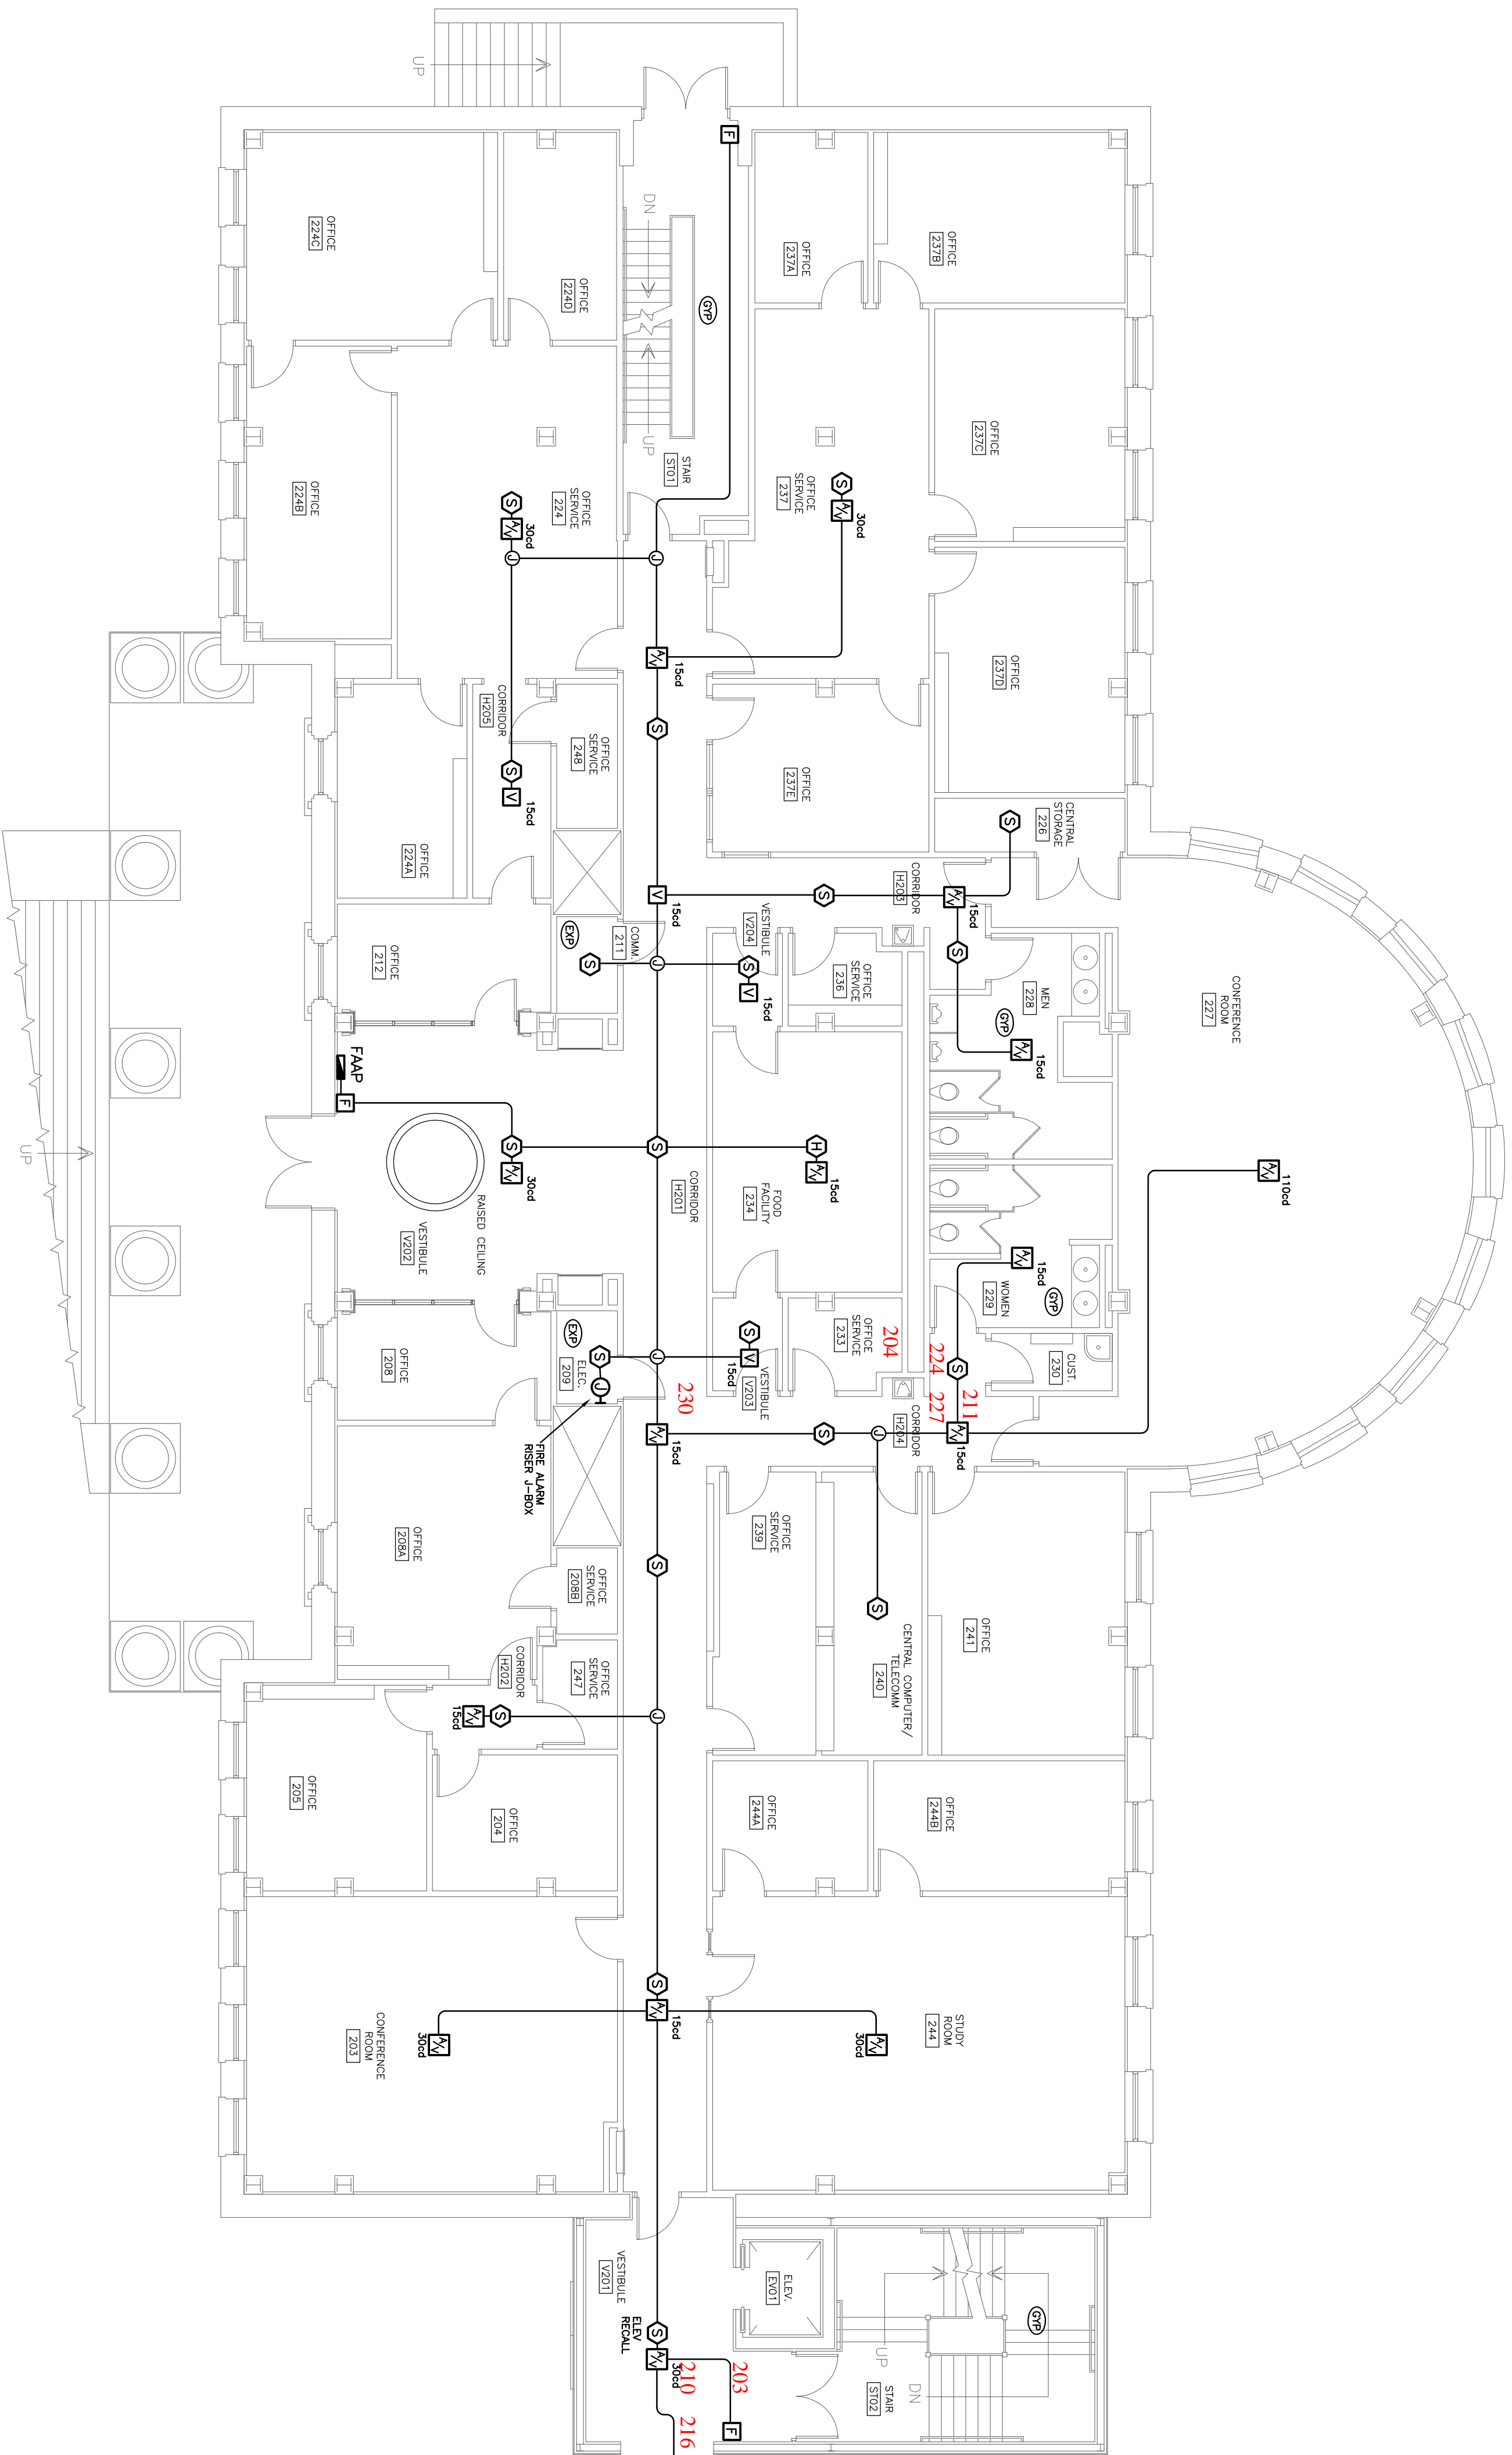 UP
F
OFFICE
237A
OFFICE
237B
OFFICE
237C
OFFICE
237D
OFFICE
SERVICE
237
S
A/V
30cd
OFFICE
237E
CENTRAL
STORAGE
226
S
DN
UP
GYP
STAIR
ST01
OFFICE
224C
OFFICE
224D
OFFICE
224B
OFFICE
SERVICE
224
S
A/V
30cd
J
J
A/V
15cd
S
CORRIDOR
H205
S
V
15cd
OFFICE
SERVICE
248
OFFICE
224A
OFFICE
212
V
15cd
S
CORRIDOR
H203
A/V
15cd
S
MEN
228
GYP
A/V
15cd
COMM.
211
EXP
S
J
VESTIBULE
V204
S
V
15cd
OFFICE
SERVICE
236
CONFERENCE
ROOM
227
A/V
110cd
FAAP
F
S
A/V
30cd
RAISED CEILING
VESTIBULE
V202
S
CORRIDOR
H201
FOOD
FACILITY
234
H
A/V
15cd
UP
WOMEN
229
GYP
A/V
15cd
S
CUST.
230
OFFICE
SERVICE
233
204
224
227
211
230
VESTIBULE
V203
S
V
15cd
J
EXP
ELEC.
209
S
J
FIRE ALARM
RISER J-BOX
OFFICE
208
OFFICE
208A
OFFICE
SERVICE
208B
A/V
15cd
S
J
CORRIDOR
H204
A/V
15cd
S
S
CENTRAL COMPUTER/
TELECOMM
240
OFFICE
SERVICE
239
OFFICE
241
OFFICE
SERVICE
247
CORRIDOR
H202
S
A/V
15cd
J
OFFICE
205
OFFICE
204
OFFICE
244A
OFFICE
244B
S
A/V
15cd
CONFERENCE
ROOM
203
A/V
30cd
STUDY
ROOM
244
A/V
30cd
VESTIBULE
V201
ELEV.
EV01
ELEV
RECALL
S
A/V
30cd
210
203
216
F
GYP
UP
DN
STAIR
ST02